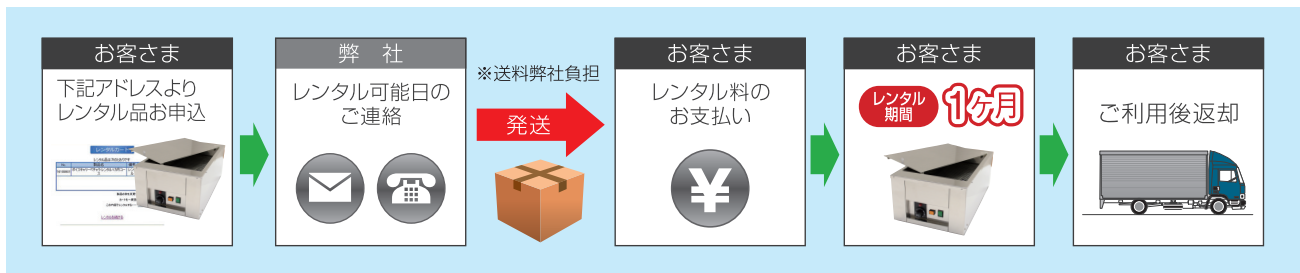 お客さま
下記アドレスより
レンタル品お申込
弊 社
レンタル可能日の
ご連絡
※送料弊社負担
発送
お客さま
レンタル料の
お支払い
¥
お客さま
レンタル
期間
1ヶ月
お客さま
ご利用後返却